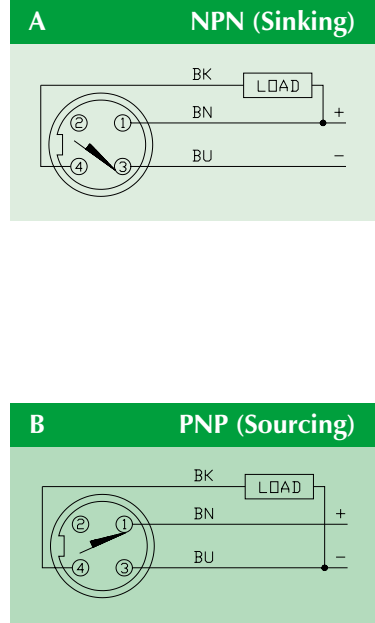 A NPN (Sinking)
BK
LOAD
BN
+
2 1
BU
−
4 3
B PNP (Sourcing)
BK
LOAD
BN
+
2 1
BU
−
4 3